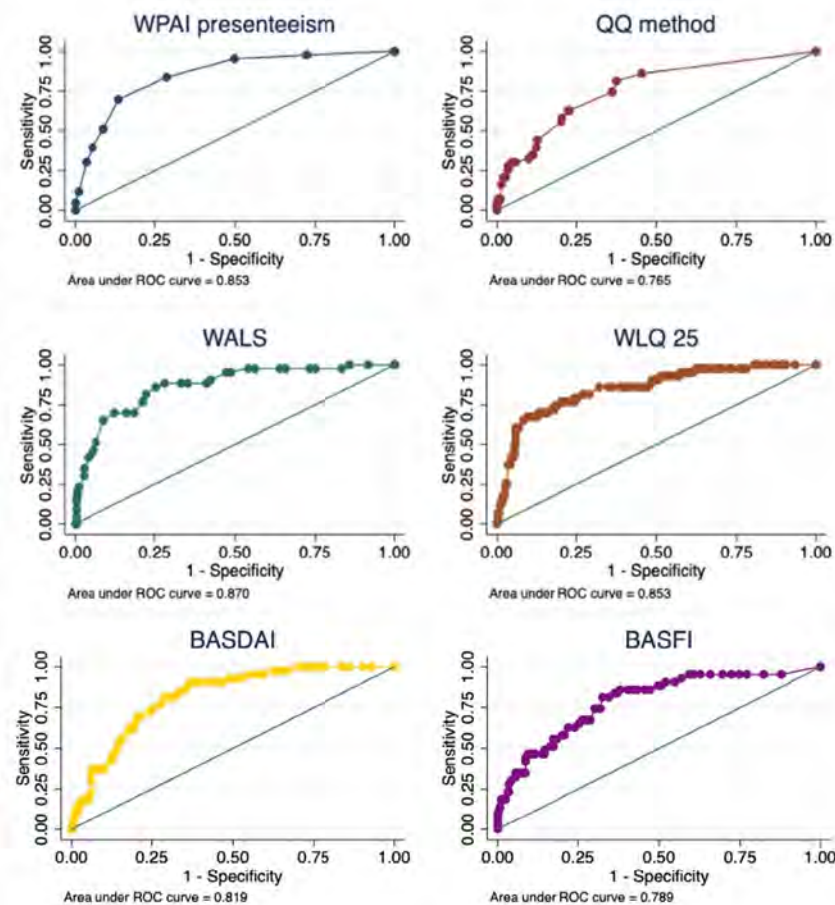 WPAI presenteeism
Sensitivity
0.00 0.25 0.50 0.75 1.00
0.00 0.25 0.50 0.75 1.00
1 - Specificity
Area under ROC curve = 0.853
QQ method
Sensitivity
0.00 0.25 0.50 0.75 1.00
0.00 0.25 0.50 0.75 1.00
1 - Specificity
Area under ROC curve = 0.765
WALS
Sensitivity
0.00 0.25 0.50 0.75 1.00
0.00 0.25 0.50 0.75 1.00
1 - Specificity
Area under ROC curve = 0.870
WLQ 25
Sensitivity
0.00 0.25 0.50 0.75 1.00
0.00 0.25 0.50 0.75 1.00
1 - Specificity
Area under ROC curve = 0.853
BASDAI
Sensitivity
0.00 0.25 0.50 0.75 1.00
0.00 0.25 0.50 0.75 1.00
1 - Specificity
Area under ROC curve = 0.819
BASFI
Sensitivity
0.00 0.25 0.50 0.75 1.00
0.00 0.25 0.50 0.75 1.00
1 - Specificity
Area under ROC curve = 0.789